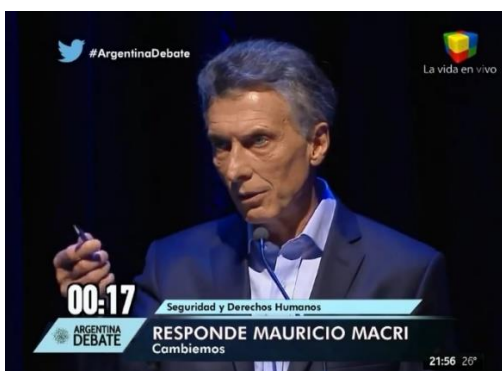 #ArgentinaDebate
La vida en vivo
00:17
Seguridad y Derechos Humanos
ARGENTINA
DEBATE
RESPONDE MAURICIO MACRI
Cambiemos
21:56 26°